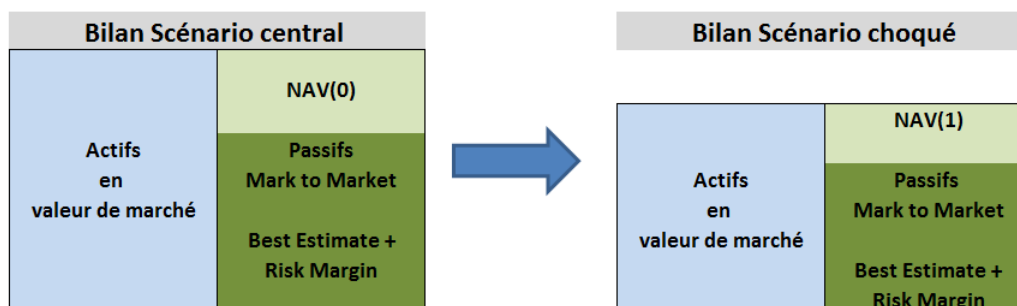 Bilan Scénario central
Actifs
en
valeur de marché
NAV(0)
Passifs
Mark to Market
Best Estimate +
Risk Margin
Bilan Scénario choqué
Actifs
en
valeur de marché
NAV(1)
Passifs
Mark to Market
Best Estimate +
Risk Margin